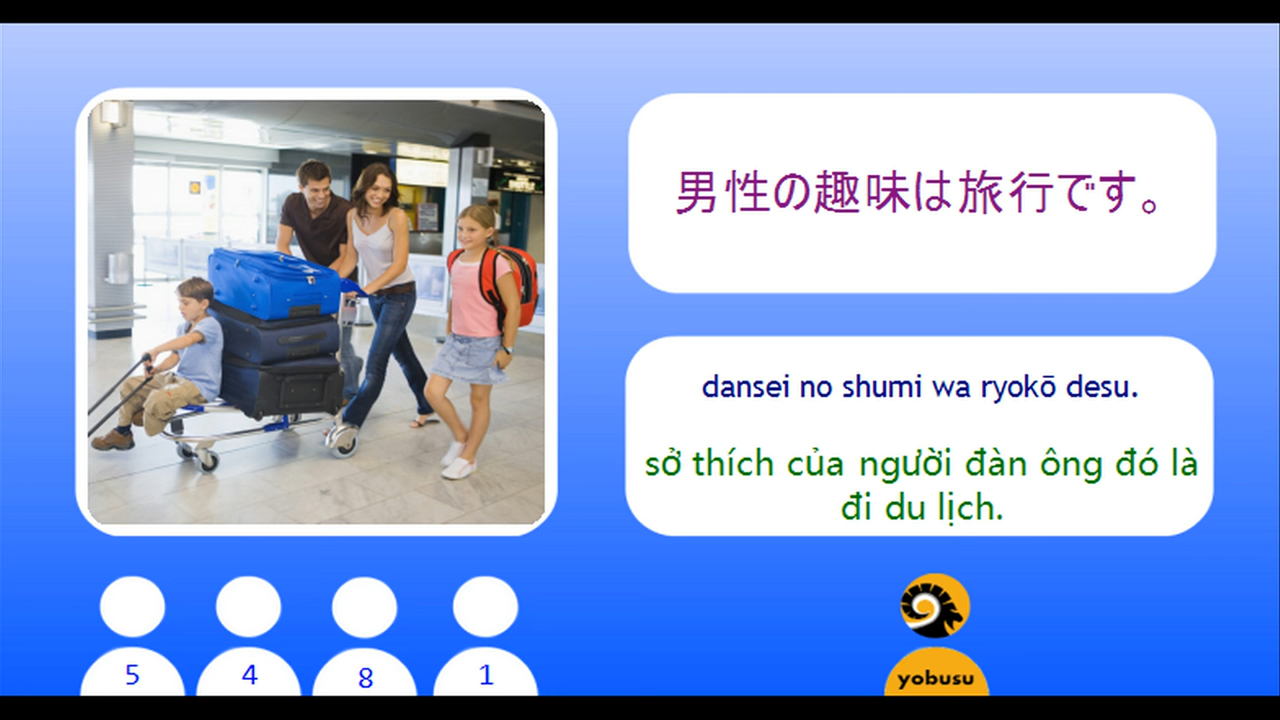 男性の趣味は旅行です。
dansei no shumi wa ryokō desu.
sở thích của người đàn ông đó là
đi du lịch.
5 4 8 1
yobusu